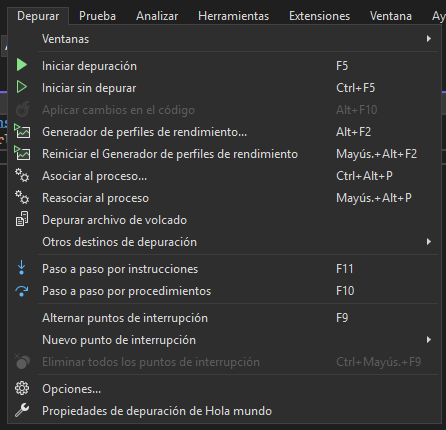 Depurar Prueba Analizar Herramientas Extensiones Ventana Ay
Ventanas
Iniciar depuración F5
Iniciar sin depurar Ctrl+F5
Aplicar cambios en el código Alt+F10
Generador de perfiles de rendimiento... Alt+F2
Reiniciar el Generador de perfiles de rendimiento Mayús.+Alt+F2
Asociar al proceso... Ctrl+Alt+P
Reasociar al proceso Mayús.+Alt+P
Depurar archivo de volcado
Otros destinos de depuración
Paso a paso por instrucciones F11
Paso a paso por procedimientos F10
Alternar puntos de interrupción F9
Nuevo punto de interrupción
Eliminar todos los puntos de interrupción Ctrl+Mayús.+F9
Opciones...
Propiedades de depuración de Hola mundo